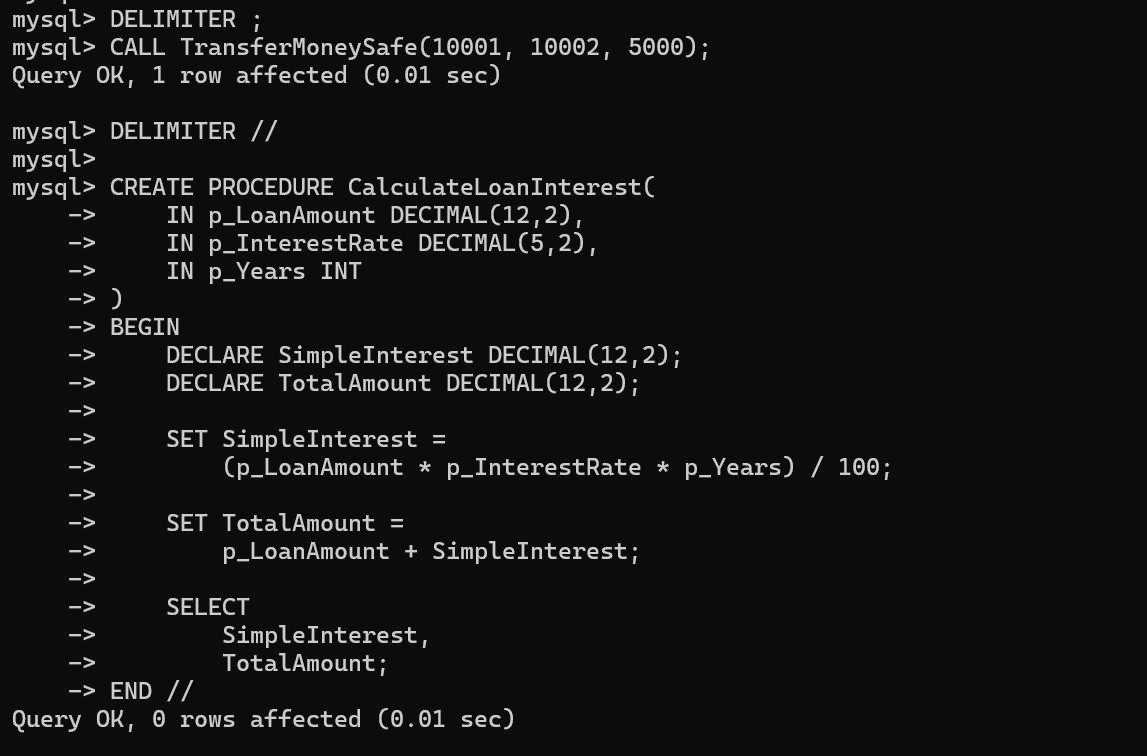 mysql> DELIMITER ;
mysql> CALL TransferMoneySafe(10001, 10002, 5000);
Query OK, 1 row affected (0.01 sec)

mysql> DELIMITER //
mysql>
mysql> CREATE PROCEDURE CalculateLoanInterest(
    ->     IN p_LoanAmount DECIMAL(12,2),
    ->     IN p_InterestRate DECIMAL(5,2),
    ->     IN p_Years INT
    -> )
    -> BEGIN
    ->     DECLARE SimpleInterest DECIMAL(12,2);
    ->     DECLARE TotalAmount DECIMAL(12,2);
    ->
    ->     SET SimpleInterest =
    ->         (p_LoanAmount * p_InterestRate * p_Years) / 100;
    ->
    ->     SET TotalAmount =
    ->         p_LoanAmount + SimpleInterest;
    ->
    ->     SELECT
    ->         SimpleInterest,
    ->         TotalAmount;
    -> END //
Query OK, 0 rows affected (0.01 sec)